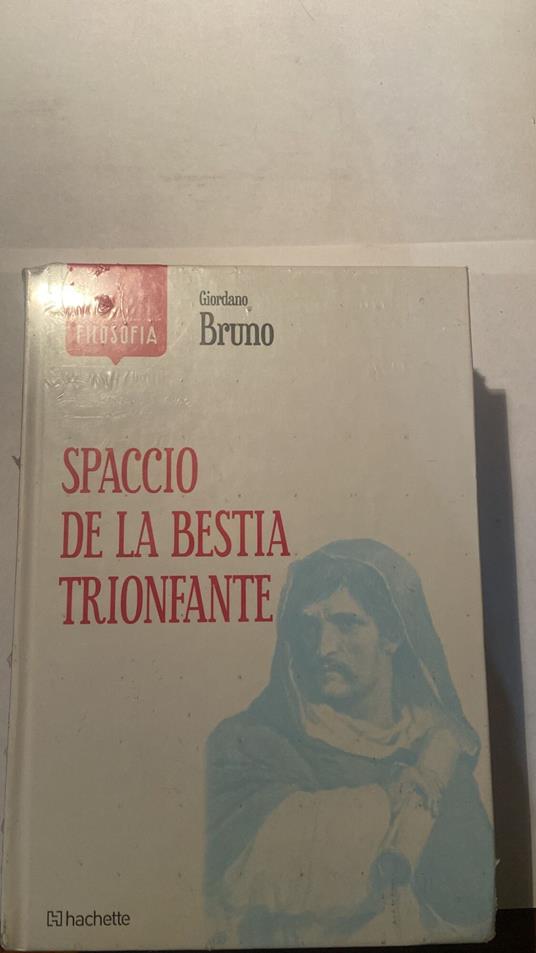 FILOSOFIA
Giordano
Bruno
SPACCIO
DE LA BESTIA
TRIONFANTE
hachette